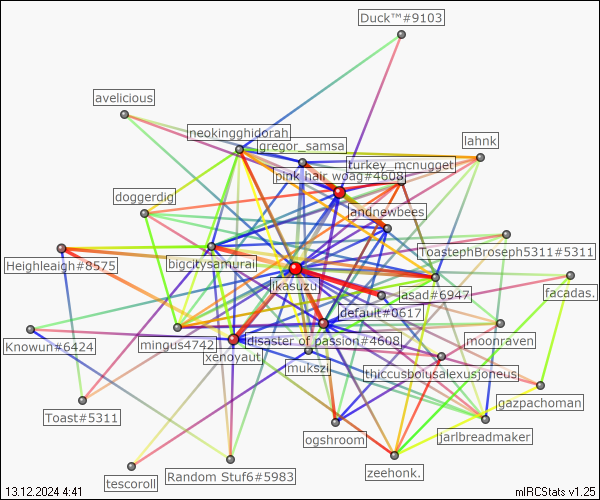 Duck™#9103
avelicious
neokingghidorah
gregor_samsa
lahnk
turkey_mcnugget
pink hair woag#4608
doggerdig
andnewbees
ToastephBroseph5311#5311
Heighleaigh#8575
bigcitysamurai
ikasuzu
asad#6947
facadas.
default#0617
mingus4742
disaster of passion#4608
moonraven
Knowun#6424
xenoyaut
mukszi
thiccusbolusalexusjoneus
gazpachoman
Toast#5311
ogshroom
jarlbreadmaker
tescoroll
Random Stuf6#5983
zeehonk.
13.12.2024 4:41
mIRCStats v1.25